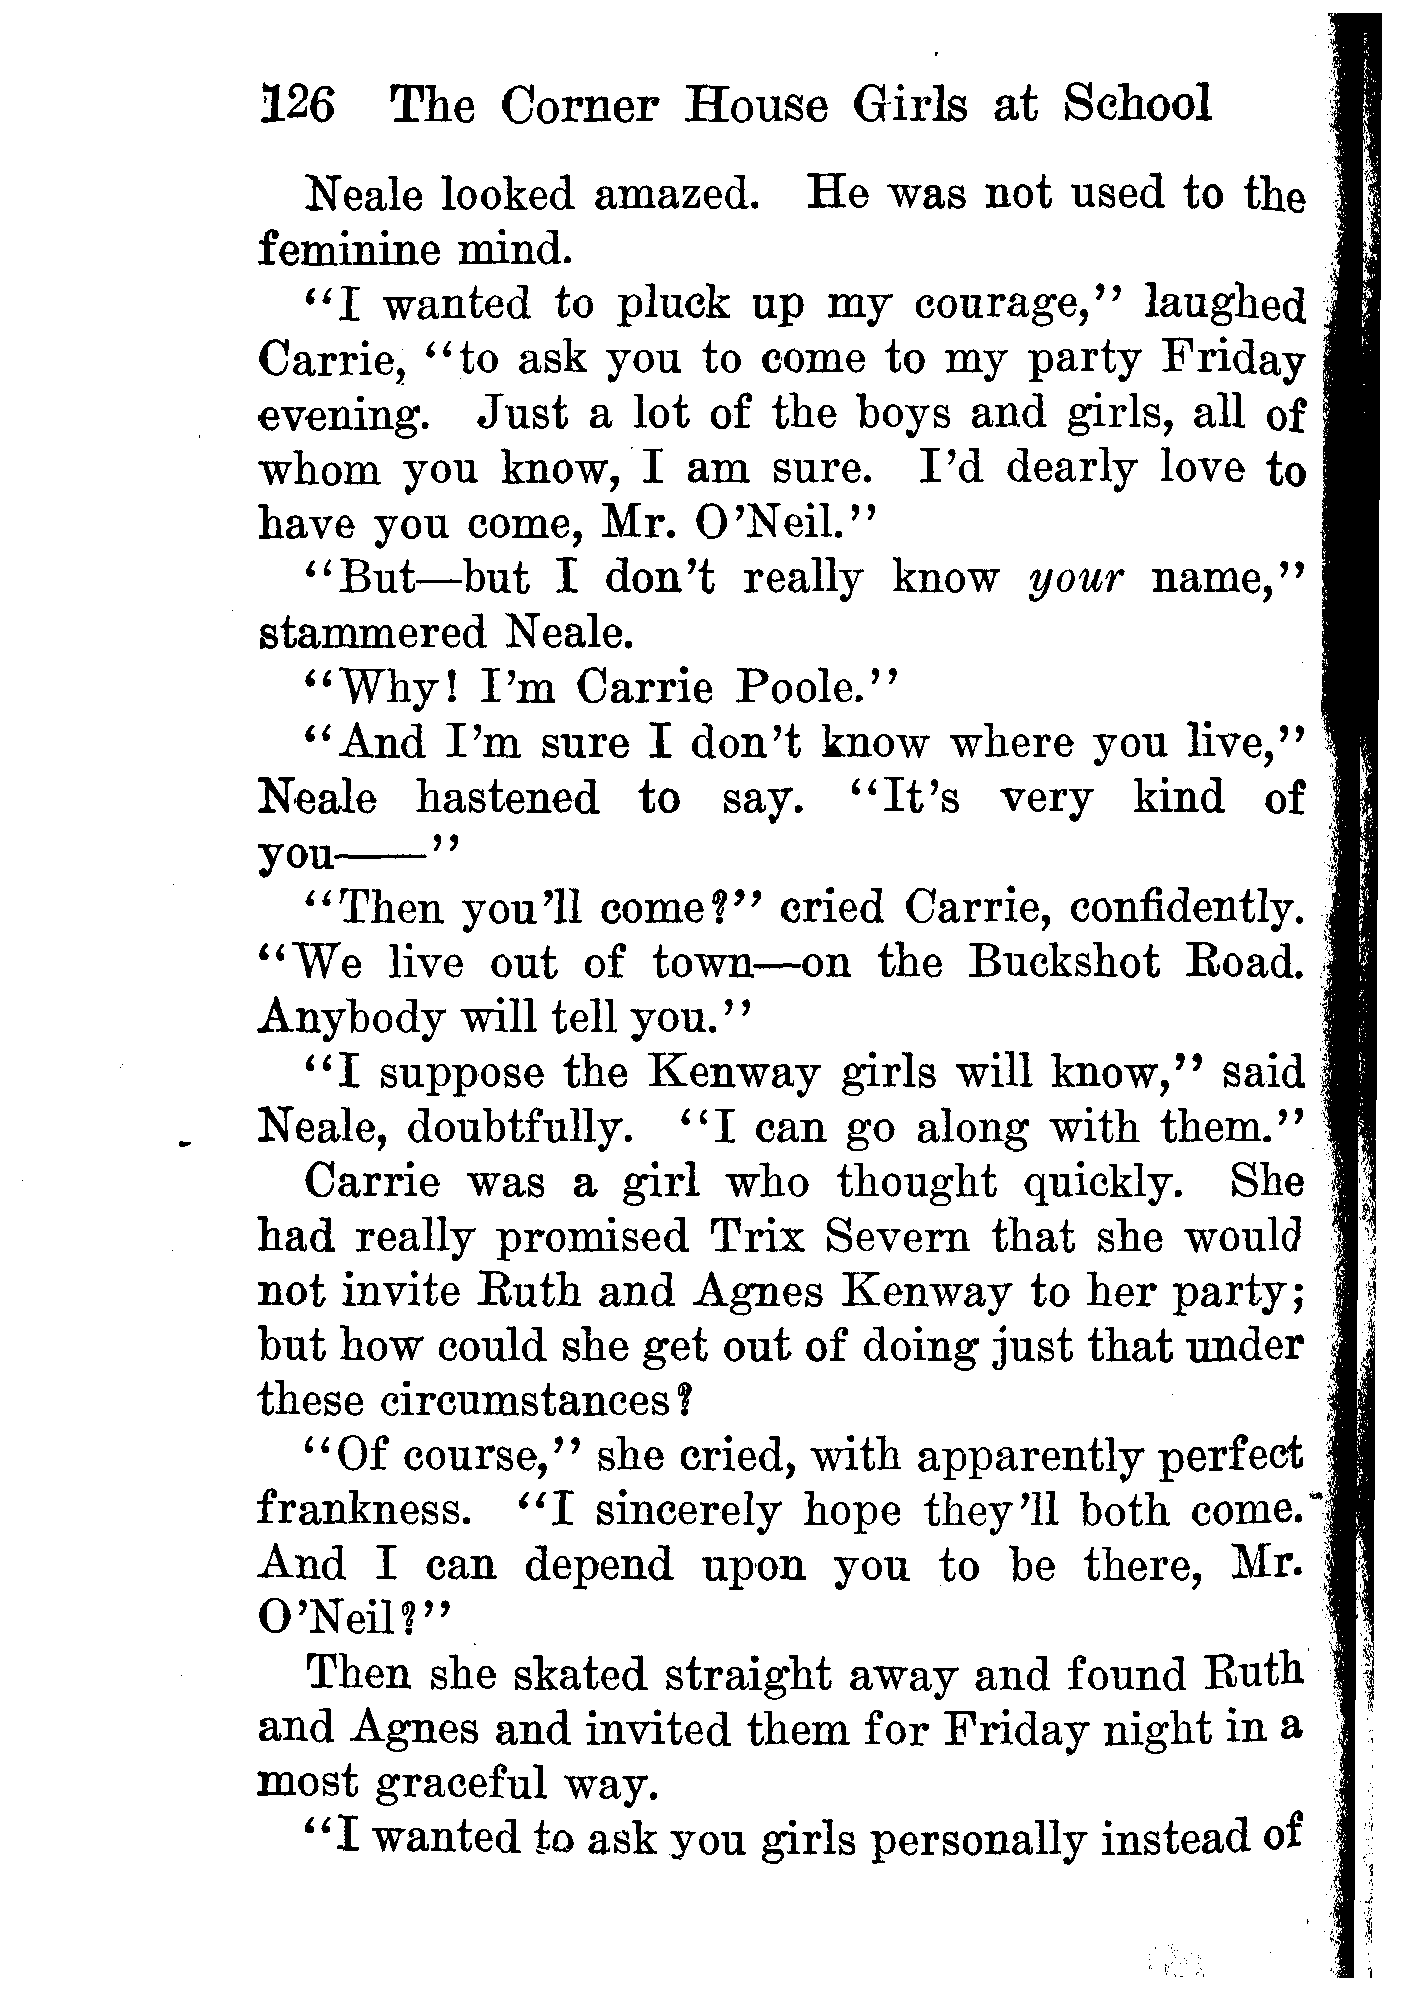 126 The Corner House Girls at School
Neale looked amazed. He was not used to the
feminine mind.
"I wanted to pluck up my courage," laughed
Carrie, "to ask you to come to my party Friday
evening. Just a lot of the boys and girls, all of
whom you know, I am sure. I'd dearly love to
have you come, Mr. O'Neil."
"But—but I don't really know your name,"
stammered Neale.
"Why! I'm Carrie Poole."
"And I'm sure I don't know where you live,"
Neale hastened to say. "It's very kind of
you——"
"Then you'll come?" cried Carrie, confidently.
"We live out of town—on the Buckshot Road.
Anybody will tell you."
"I suppose the Kenway girls will know," said
Neale, doubtfully. "I can go along with them."
Carrie was a girl who thought quickly. She
had really promised Trix Severn that she would
not invite Ruth and Agnes Kenway to her party;
but how could she get out of doing just that under
these circumstances?
"Of course," she cried, with apparently perfect
frankness. "I sincerely hope they'll both come.
And I can depend upon you to be there, Mr.
O'Neil?"
Then she skated straight away and found Ruth
and Agnes and invited them for Friday night in a
most graceful way.
"I wanted to ask you girls personally instead of